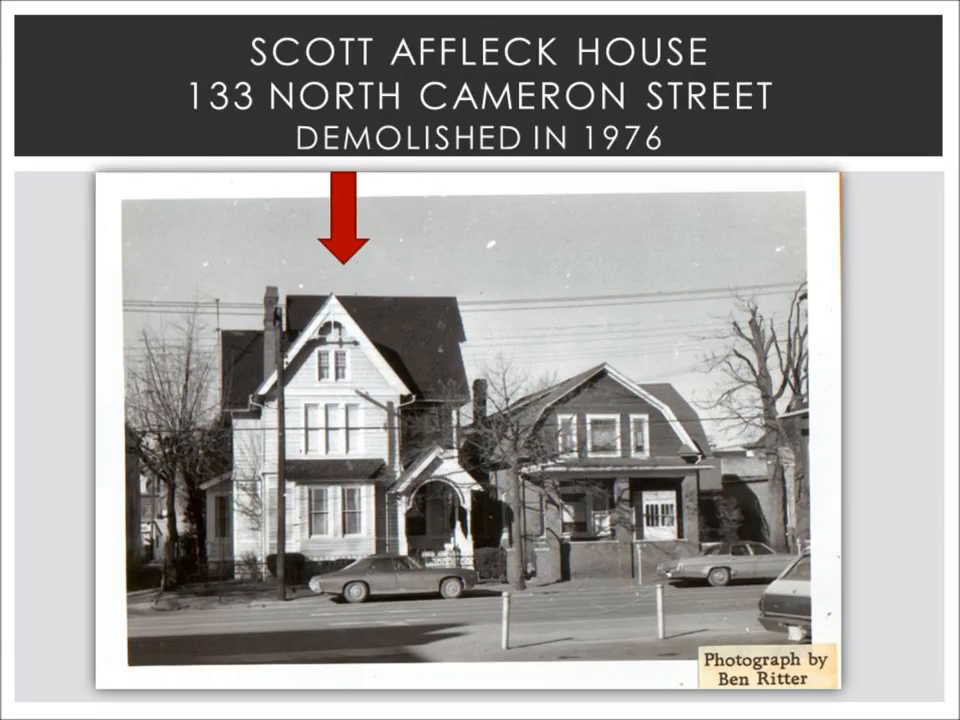 SCOTT AFFLECK HOUSE
133 NORTH CAMERON STREET
DEMOLISHED IN 1976
Photograph by
Ben Ritter